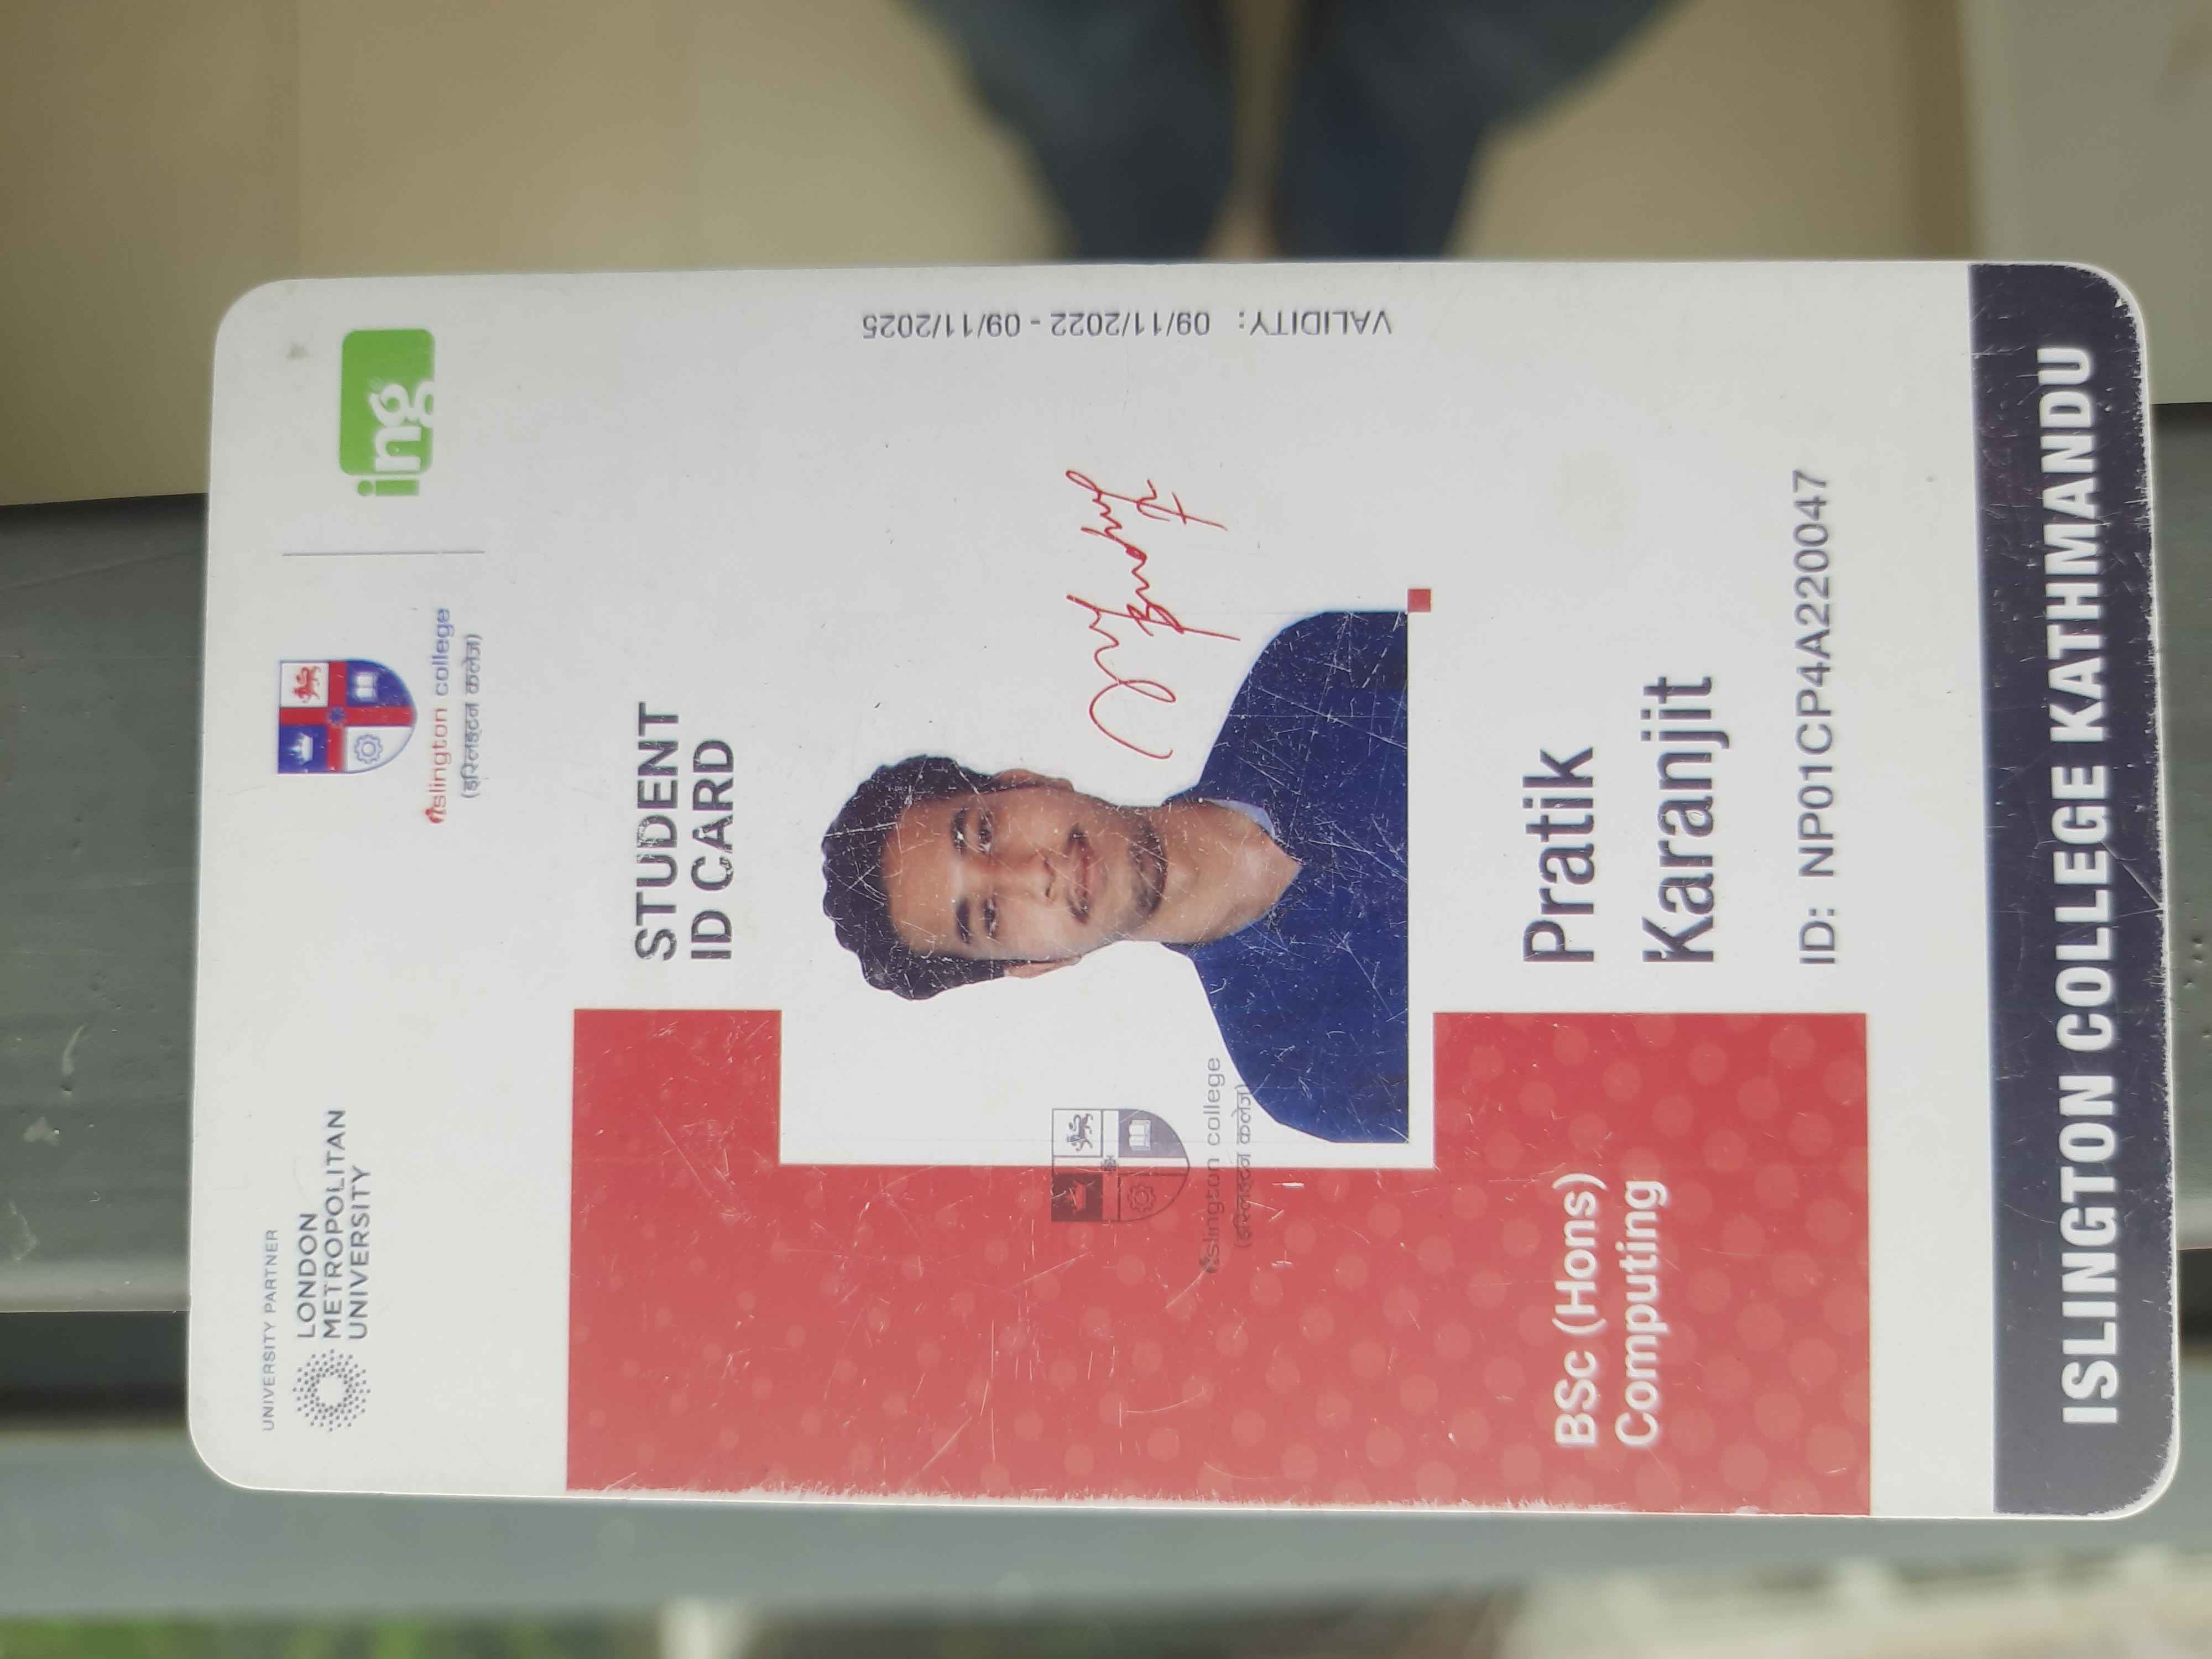 UNIVERSITY PARTNER
LONDON
METROPOLITAN
UNIVERSITY
islington college
(इस्लिङ्टन कलेज)
ing
STUDENT
ID CARD
VALIDITY: 09/11/2022 - 09/11/2025
islington college
(इस्लिङ्टन कलेज)
BSc (Hons)
Computing
Pratik
Karanjit
ID: NP01CP4A220047
ISLINGTON COLLEGE KATHMANDU